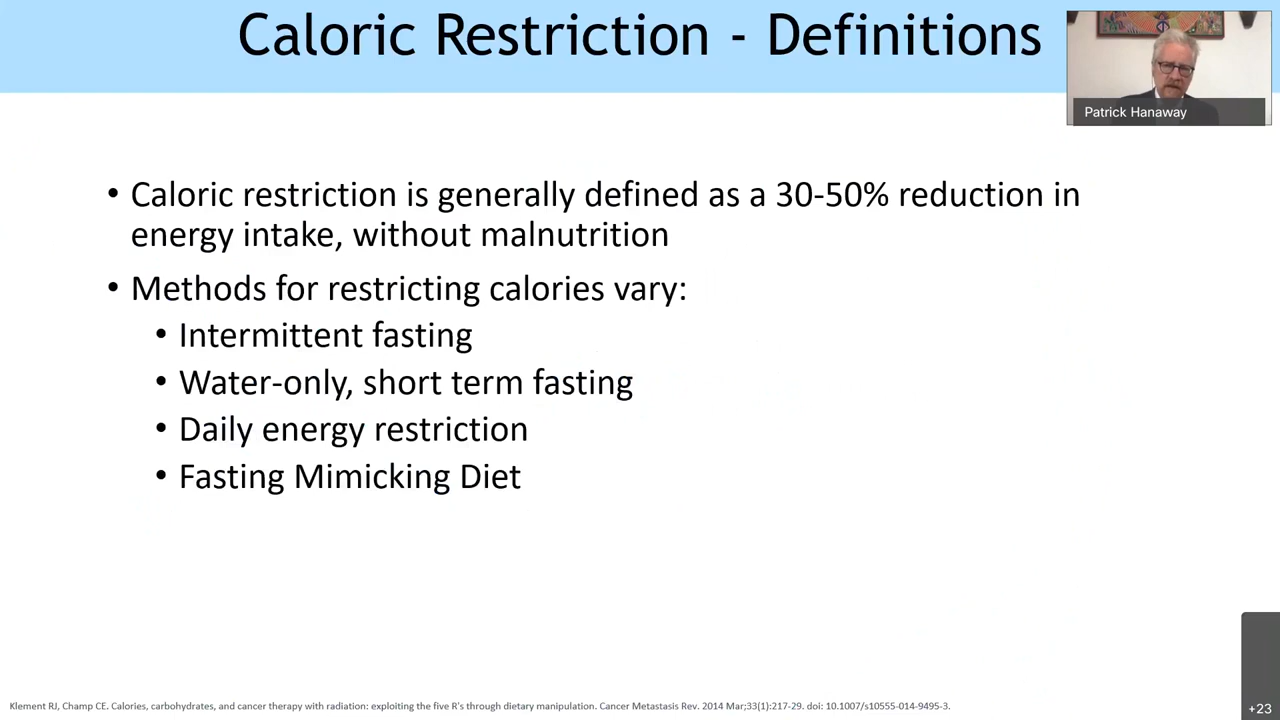 Caloric Restriction - Definitions
Patrick Hanaway
• Caloric restriction is generally defined as a 30-50% reduction in
energy intake, without malnutrition
• Methods for restricting calories vary:
• Intermittent fasting
• Water-only, short term fasting
• Daily energy restriction
• Fasting Mimicking Diet
Klement RJ, Champ CE. Calories, carbohydrates, and cancer therapy with radiation: exploiting the five R's through dietary manipulation. Cancer Metastasis Rev. 2014 Mar;33(1):217-29. doi: 10.1007/s10555-014-9495-3.
+23